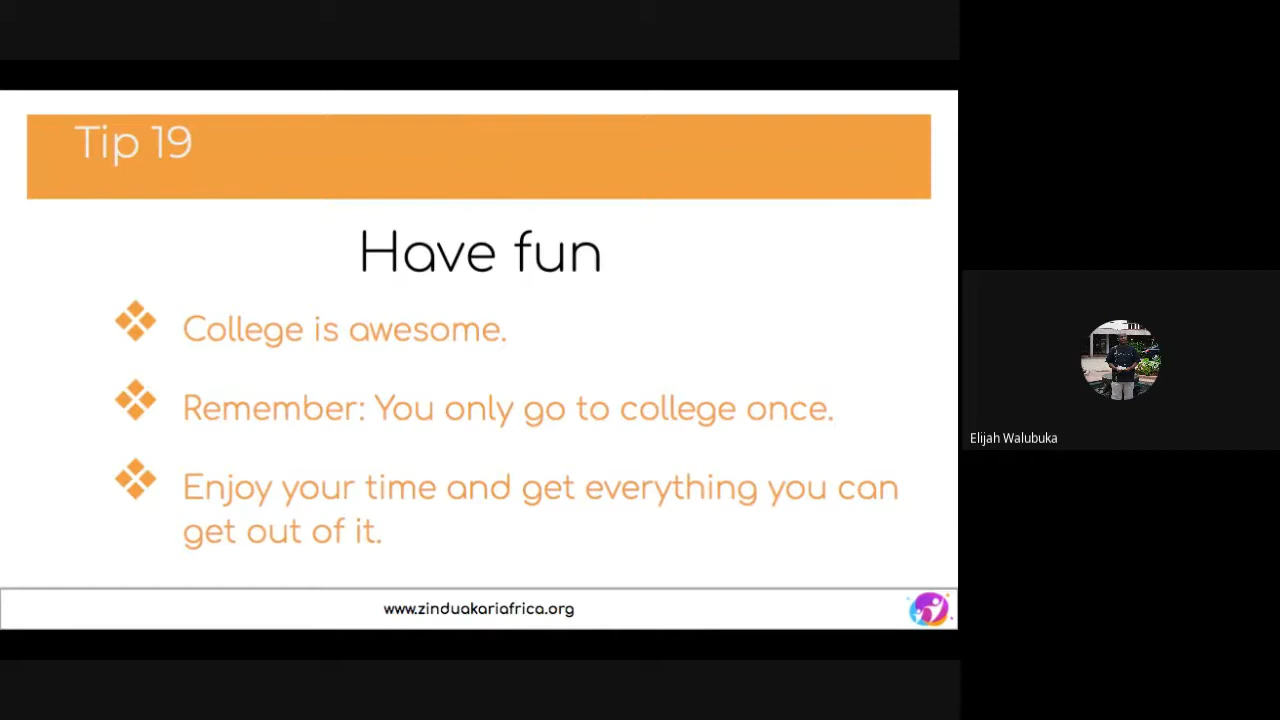 Tip 19
Have fun
College is awesome.
Remember: You only go to college once.
Enjoy your time and get everything you can
get out of it.
www.zinduakariafrica.org
Elijah Walubuka